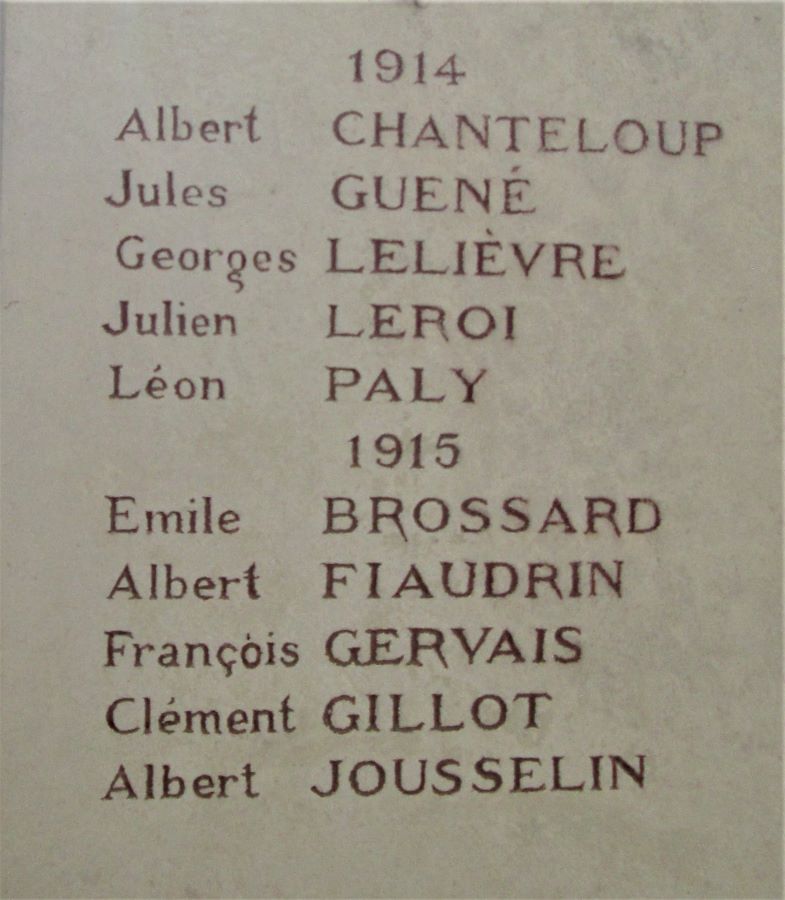 1914
Albert CHANTELOUP
Jules GUENÉ
Georges LELIÈVRE
Julien LEROI
Léon PALY
1915
Emile BROSSARD
Albert FIAUDRIN
François GERVAIS
Clément GILLOT
Albert JOUSSELIN